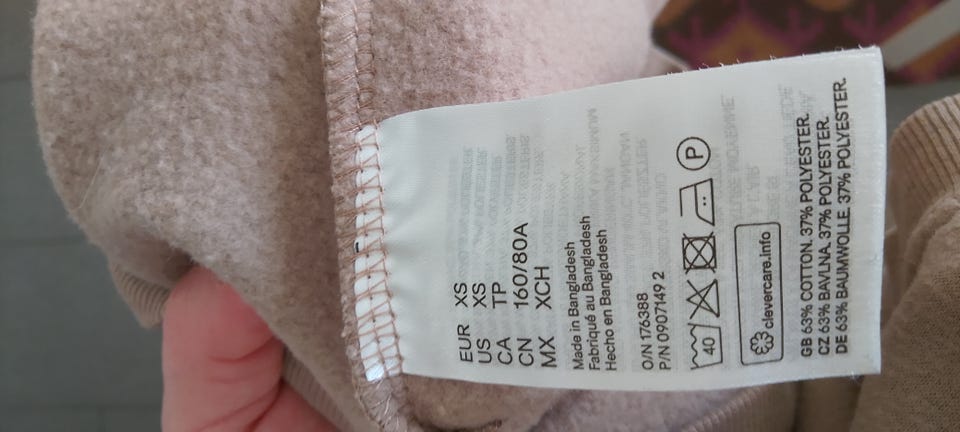 EUR XS
US XS
CA TP
CN 160/80A
MX XCH
Made in Bangladesh
Fabriqué au Bangladesh
Hecho en Bangladesh
O/N 176388
P/N 0907149 2
40
P
clevercare.info
GB 63% COTTON, 37% POLYESTER.
CZ 63% BAVLNA, 37% POLYESTER.
DE 63% BAUMWOLLE, 37% POLYESTER.